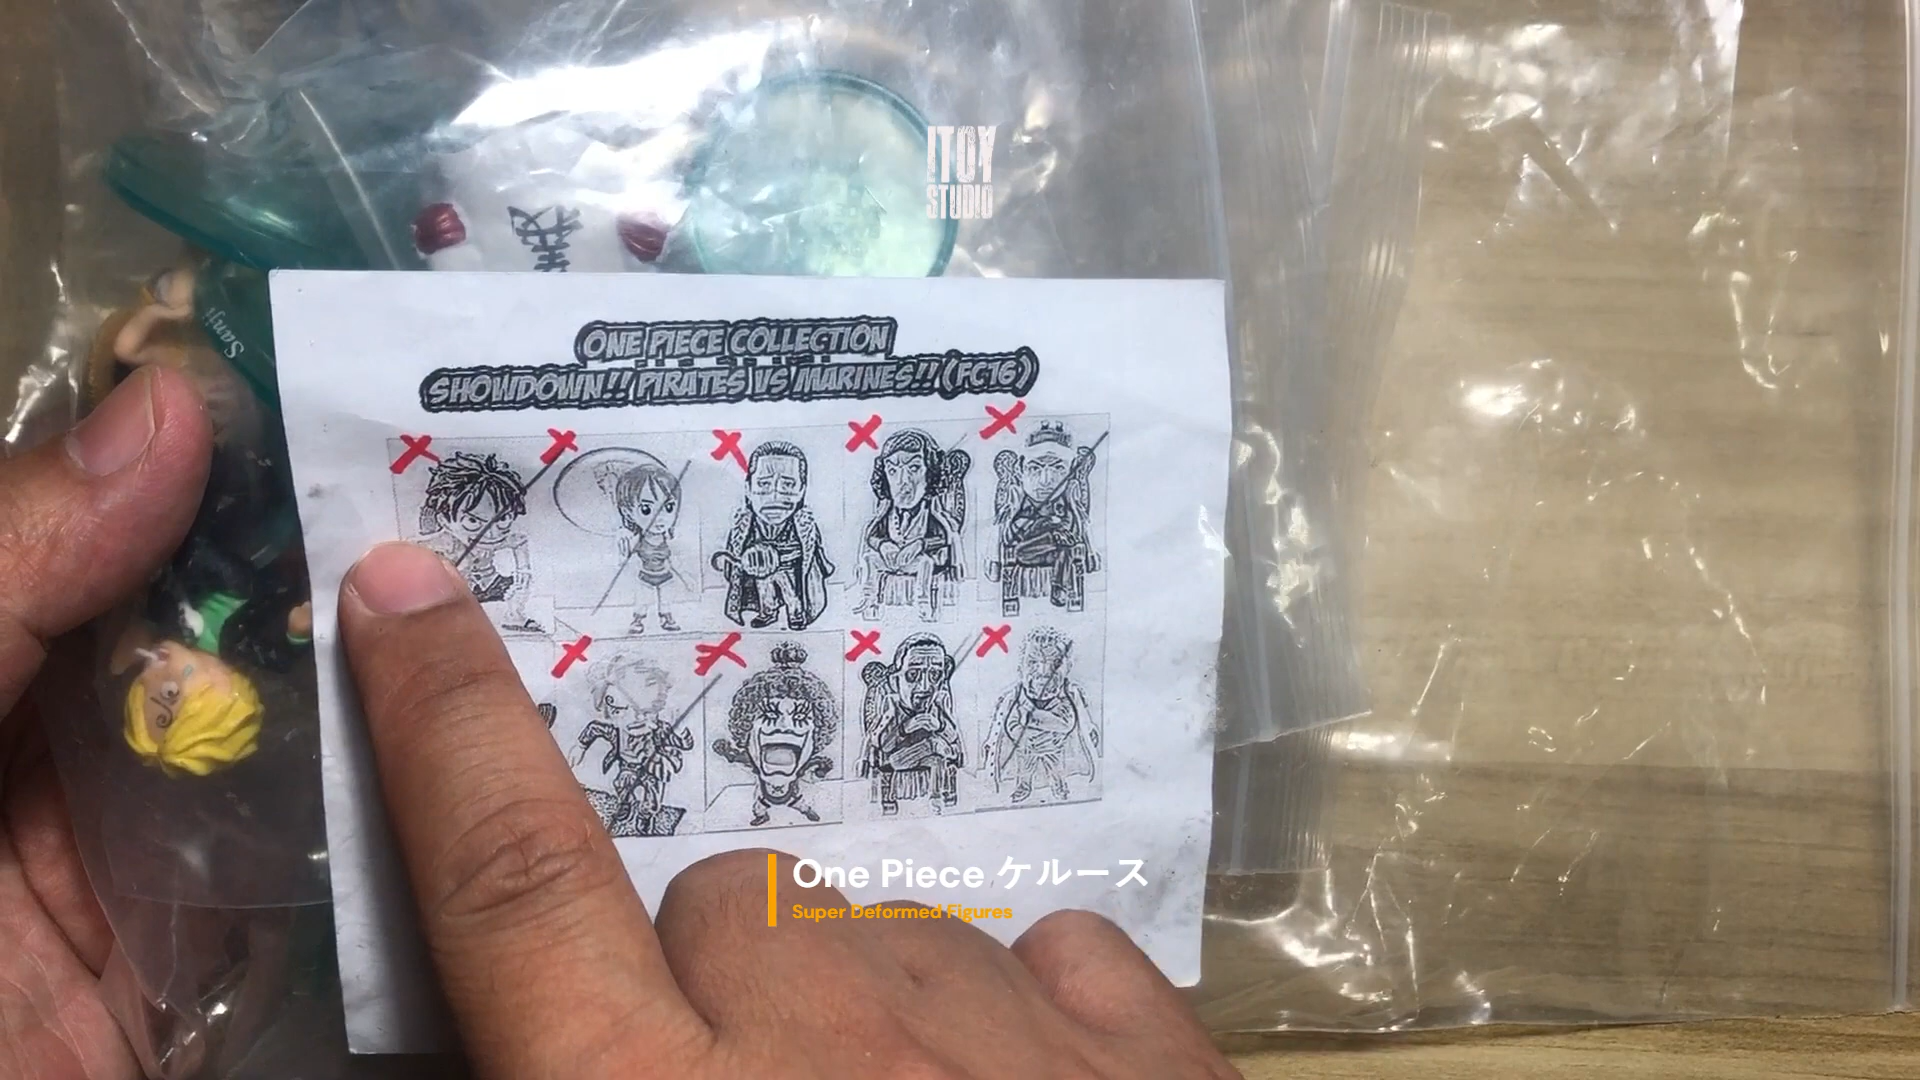 ITOY
STUDIO
Sanji
ONE PIECE COLLECTION
SHOWDOWN!! PIRATES VS MARINES!! (FC16)
One Piece ケルース
Super Deformed Figures